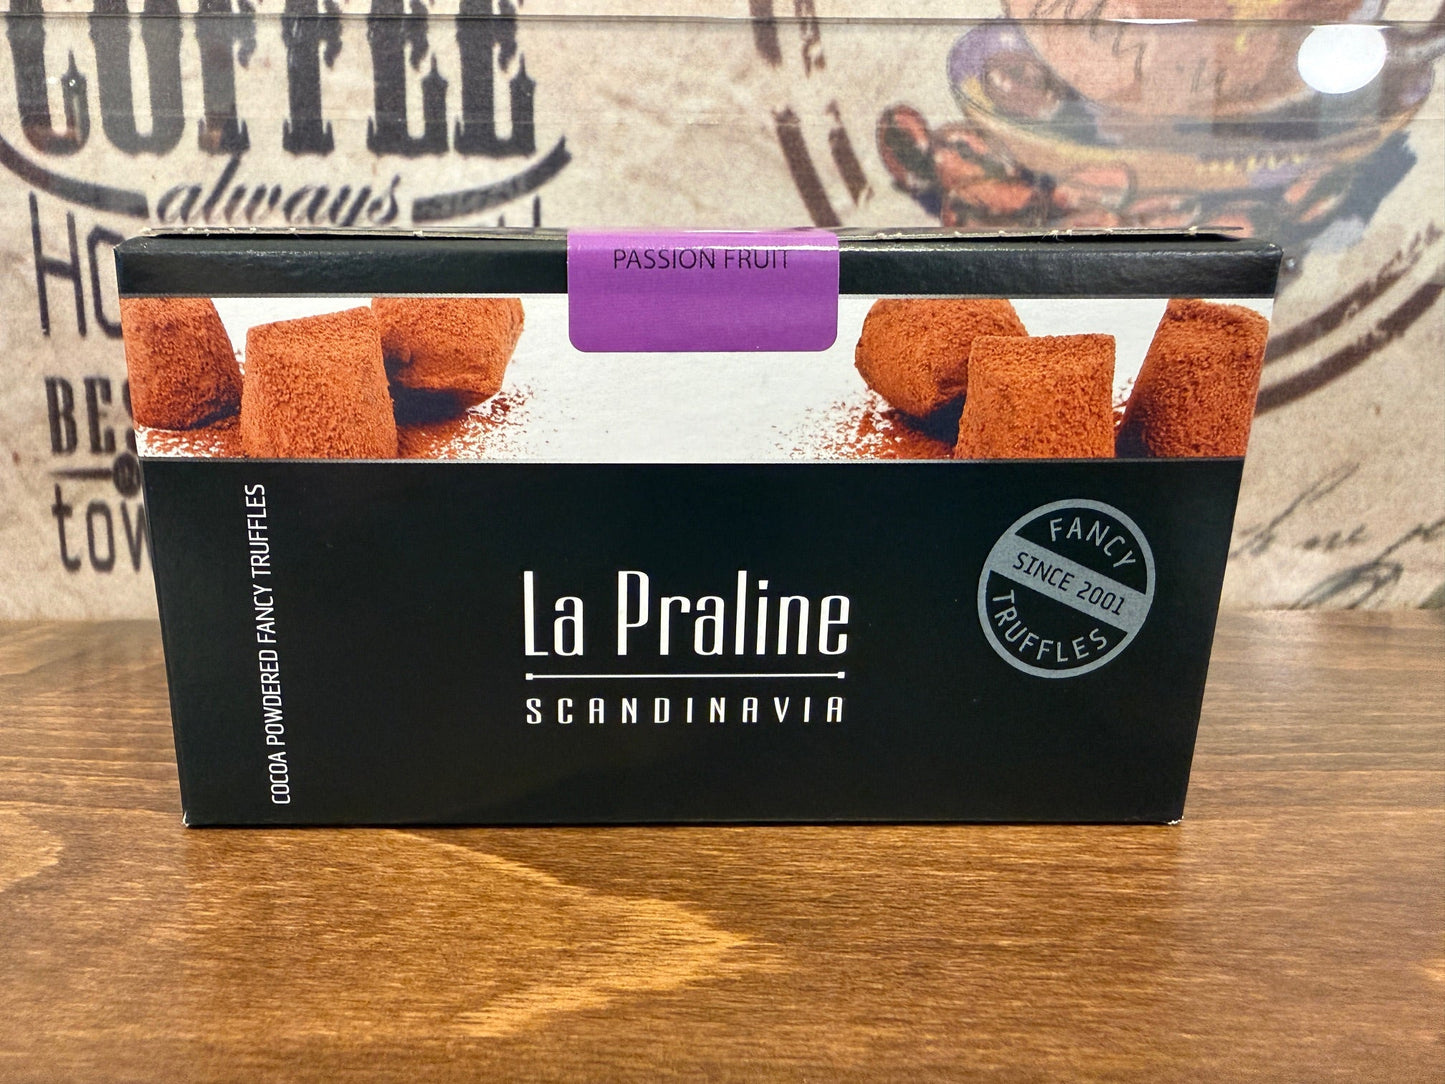 COFFEE
always
PASSION FRUIT
COCOA POWDERED FANCY TRUFFLES
La Praline
SCANDINAVIA
FANCY
SINCE 2001
TRUFFLES